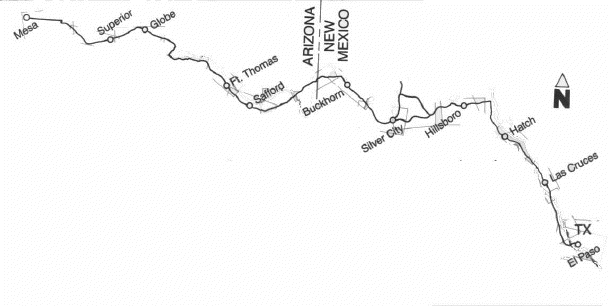 Mesa
Superior
Globe
Ft. Thomas
Safford
ARIZONA
NEW
MEXICO
Buckhorn
Silver City
Hillsboro
N
Hatch
Las Cruces
TX
El Paso